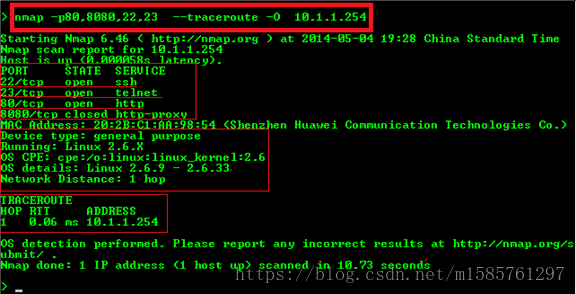 > nmap -p80,8080,22,23 --traceroute -O 10.1.1.254
Starting Nmap 6.46 ( http://nmap.org ) at 2014-05-04 19:28 China Standard Time
Nmap scan report for 10.1.1.254
Host is up (0.000058s latency).
PORT STATE SERVICE
22/tcp open ssh
23/tcp open telnet
80/tcp open http
8080/tcp closed http-proxy
MAC Address: 20:2B:C1:AA:98:54 (Shenzhen Huawei Communication Technologies Co.)
Device type: general purpose
Running: Linux 2.6.X
OS CPE: cpe:/o:linux:linux_kernel:2.6
OS details: Linux 2.6.9 - 2.6.33
Network Distance: 1 hop
TRACEROUTE
HOP RTT ADDRESS
1 0.06 ms 10.1.1.254
OS detection performed. Please report any incorrect results at http://nmap.org/s
ubmit/ .
Nmap done: 1 IP address (1 host up) scanned in 10.73 seconds
https://blog.csdn.net/m1585761297
> _